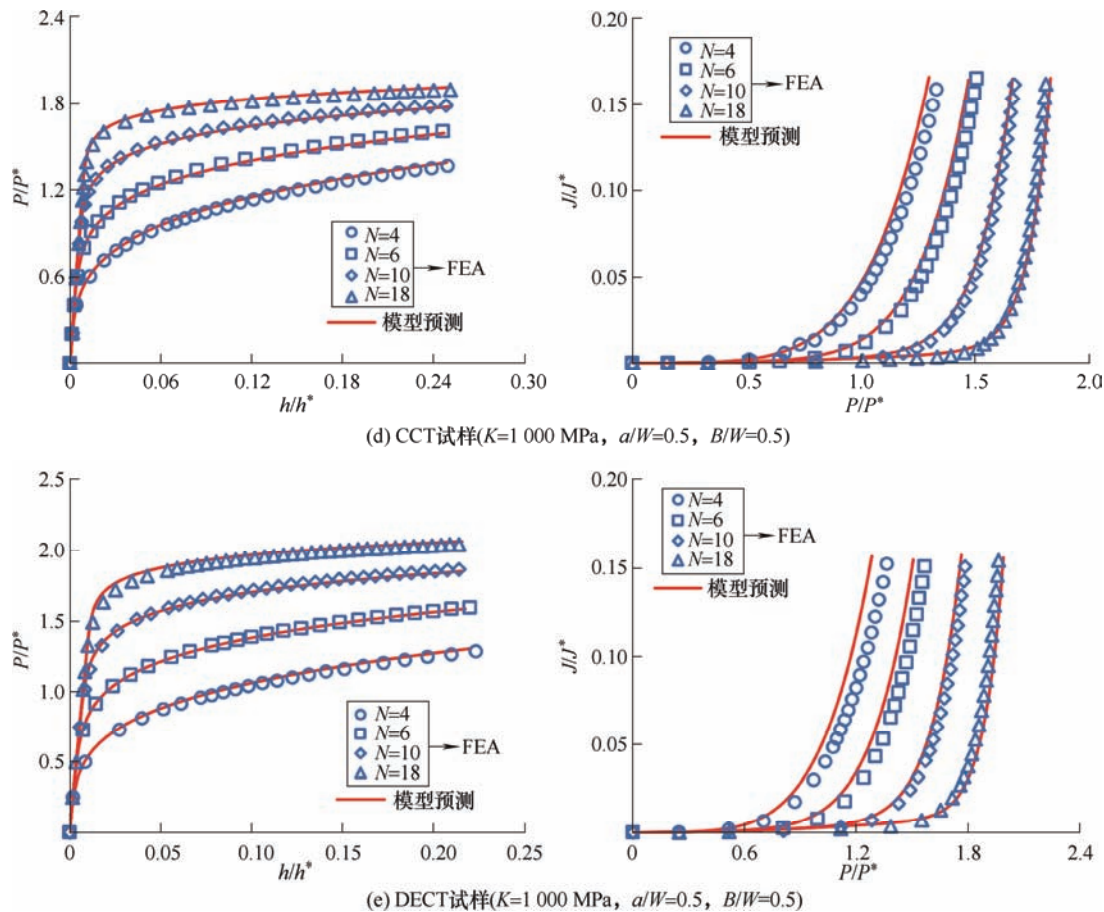 P/P*
2.4
1.8
1.2
0.6
0
0.06
0.12
0.18
0.24
0.30
h/h*
N=4
N=6
N=10
N=18
FEA
模型预测
J/J*
0.20
0.15
0.10
0.05
0
0.5
1.0
1.5
2.0
P/P*
N=4
N=6
N=10
N=18
FEA
模型预测
(d) CCT试样(K=1 000 MPa，a/W=0.5，B/W=0.5)
P/P*
2.5
2.0
1.5
1.0
0.5
0
0.05
0.10
0.15
0.20
0.25
h/h*
N=4
N=6
N=10
N=18
FEA
模型预测
J/J*
0.20
0.15
0.10
0.05
0
0.6
1.2
1.8
2.4
P/P*
N=4
N=6
N=10
N=18
FEA
模型预测
(e) DECT试样(K=1 000 MPa，a/W=0.5，B/W=0.5)